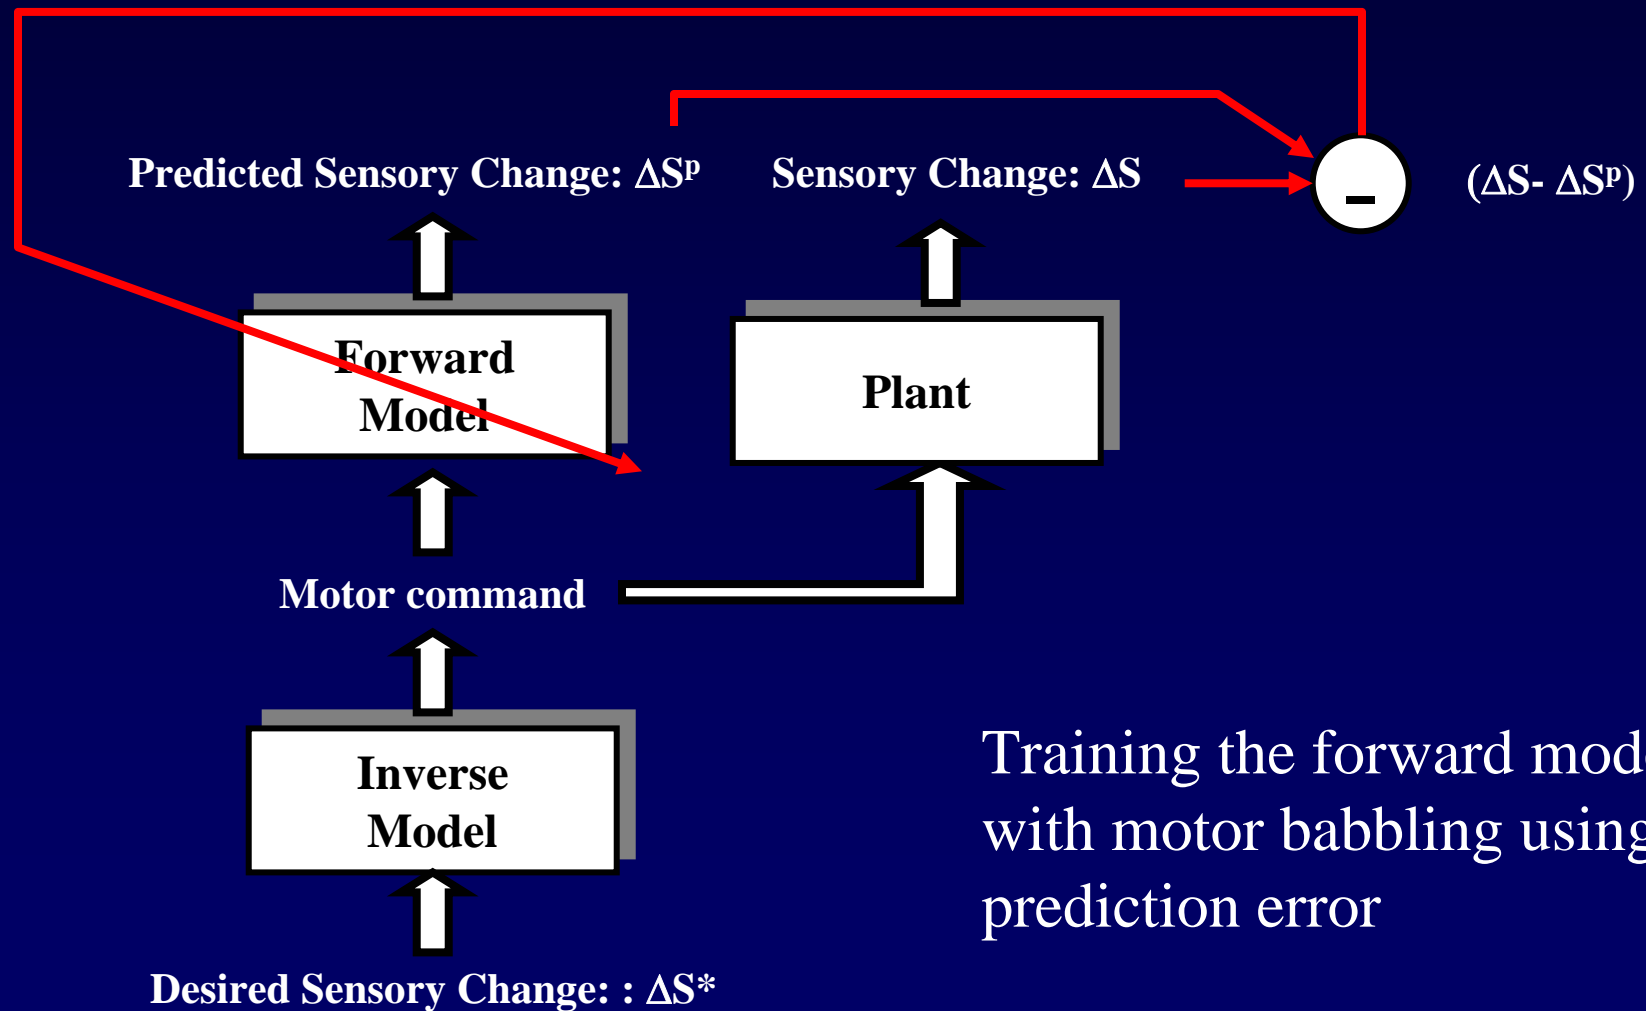 Predicted Sensory Change: ΔSᵖ
Sensory Change: ΔS
-
(ΔS- ΔSᵖ)
Forward
Model
Plant
Motor command
Inverse
Model
Training the forward mod
with motor babbling using
prediction error
Desired Sensory Change: : ΔS*